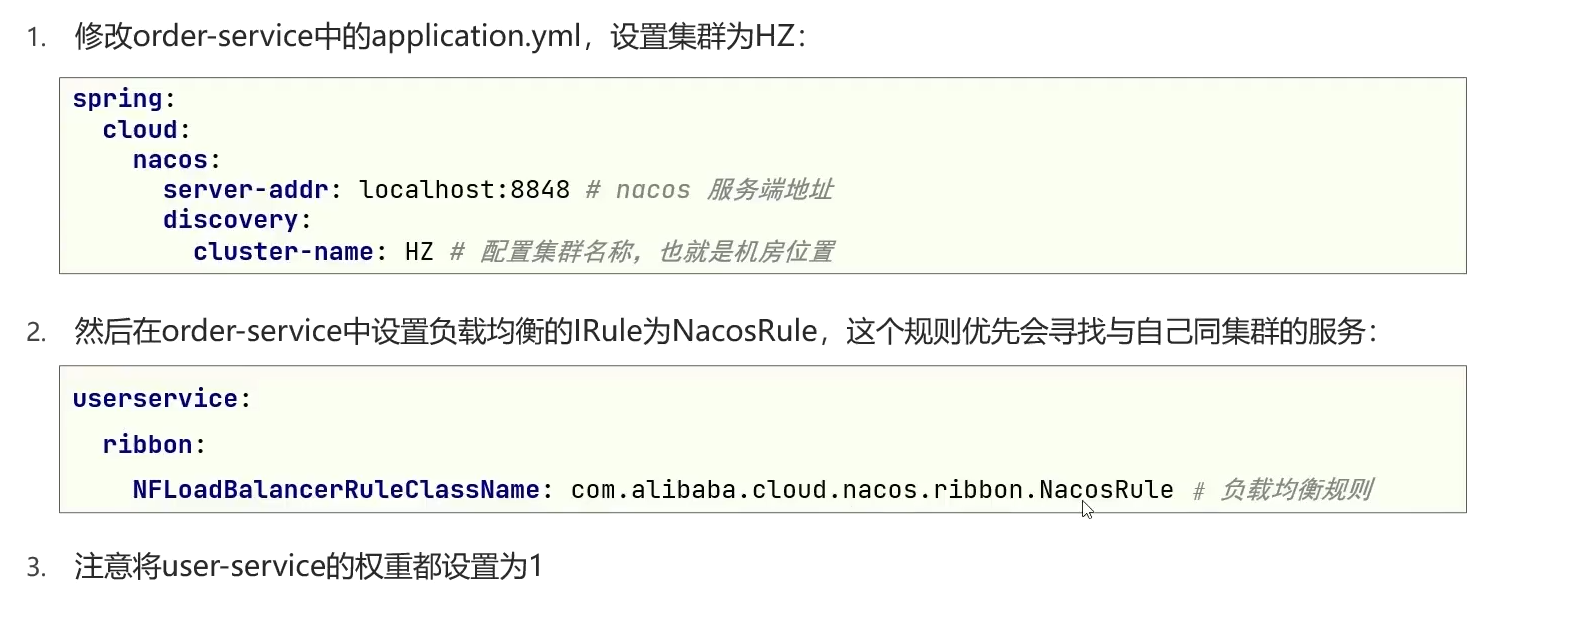 1. 修改order-service中的application.yml，设置集群为HZ：
spring:
  cloud:
    nacos:
      server-addr: localhost:8848 # nacos 服务端地址
      discovery:
        cluster-name: HZ # 配置集群名称，也就是机房位置
2. 然后在order-service中设置负载均衡的IRule为NacosRule，这个规则优先会寻找与自己同集群的服务：
userservice:
  ribbon:
    NFLoadBalancerRuleClassName: com.alibaba.cloud.nacos.ribbon.NacosRule # 负载均衡规则
3. 注意将user-service的权重都设置为1